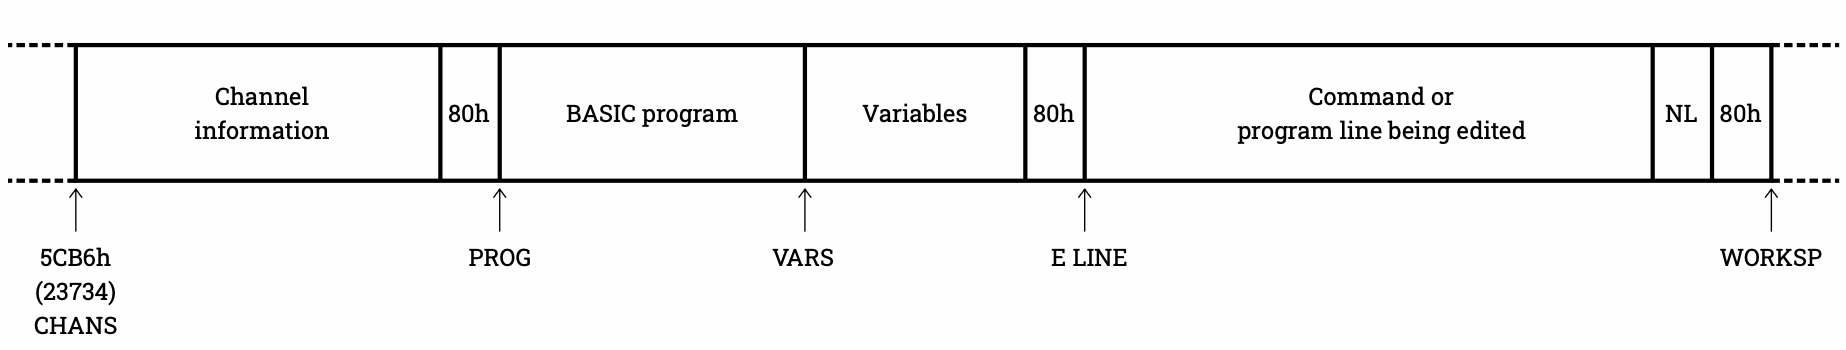 Channel
information
80h
BASIC program
Variables
80h
Command or
program line being edited
NL
80h
5CB6h
(23734)
CHANS
PROG
VARS
E LINE
WORKSP